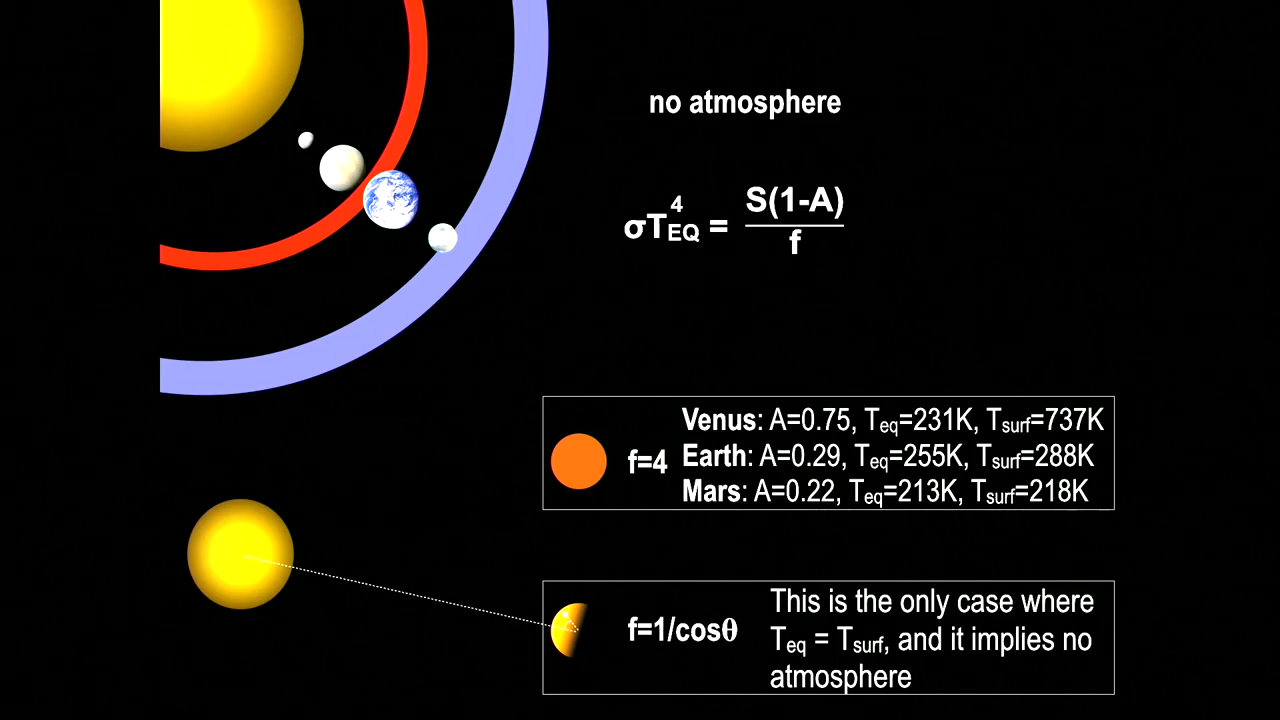 no atmosphere
σT_EQ^4 = S(1-A)/f
f=4
Venus: A=0.75, Teq=231K, Tsurf=737K
Earth: A=0.29, Teq=255K, Tsurf=288K
Mars: A=0.22, Teq=213K, Tsurf=218K
f=1/cosθ
This is the only case where
Teq = Tsurf, and it implies no
atmosphere